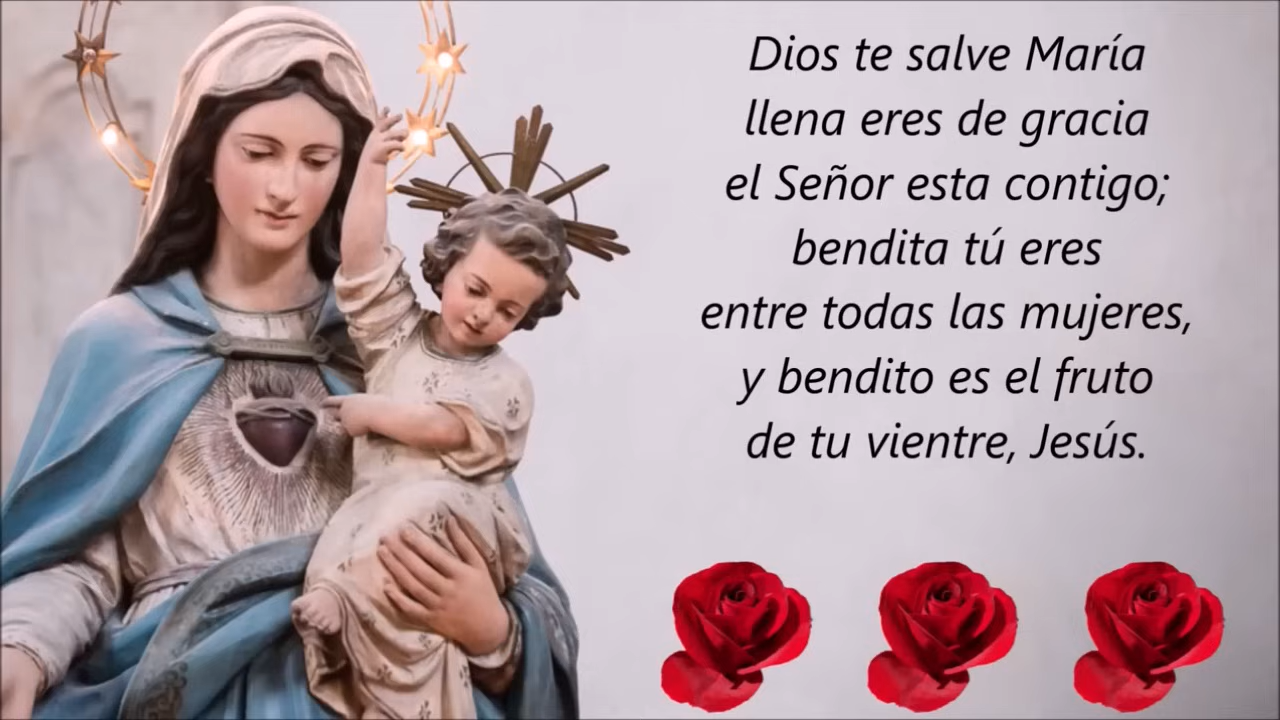 Dios te salve María
llena eres de gracia
el Señor esta contigo;
bendita tú eres
entre todas las mujeres,
y bendito es el fruto
de tu vientre, Jesús.